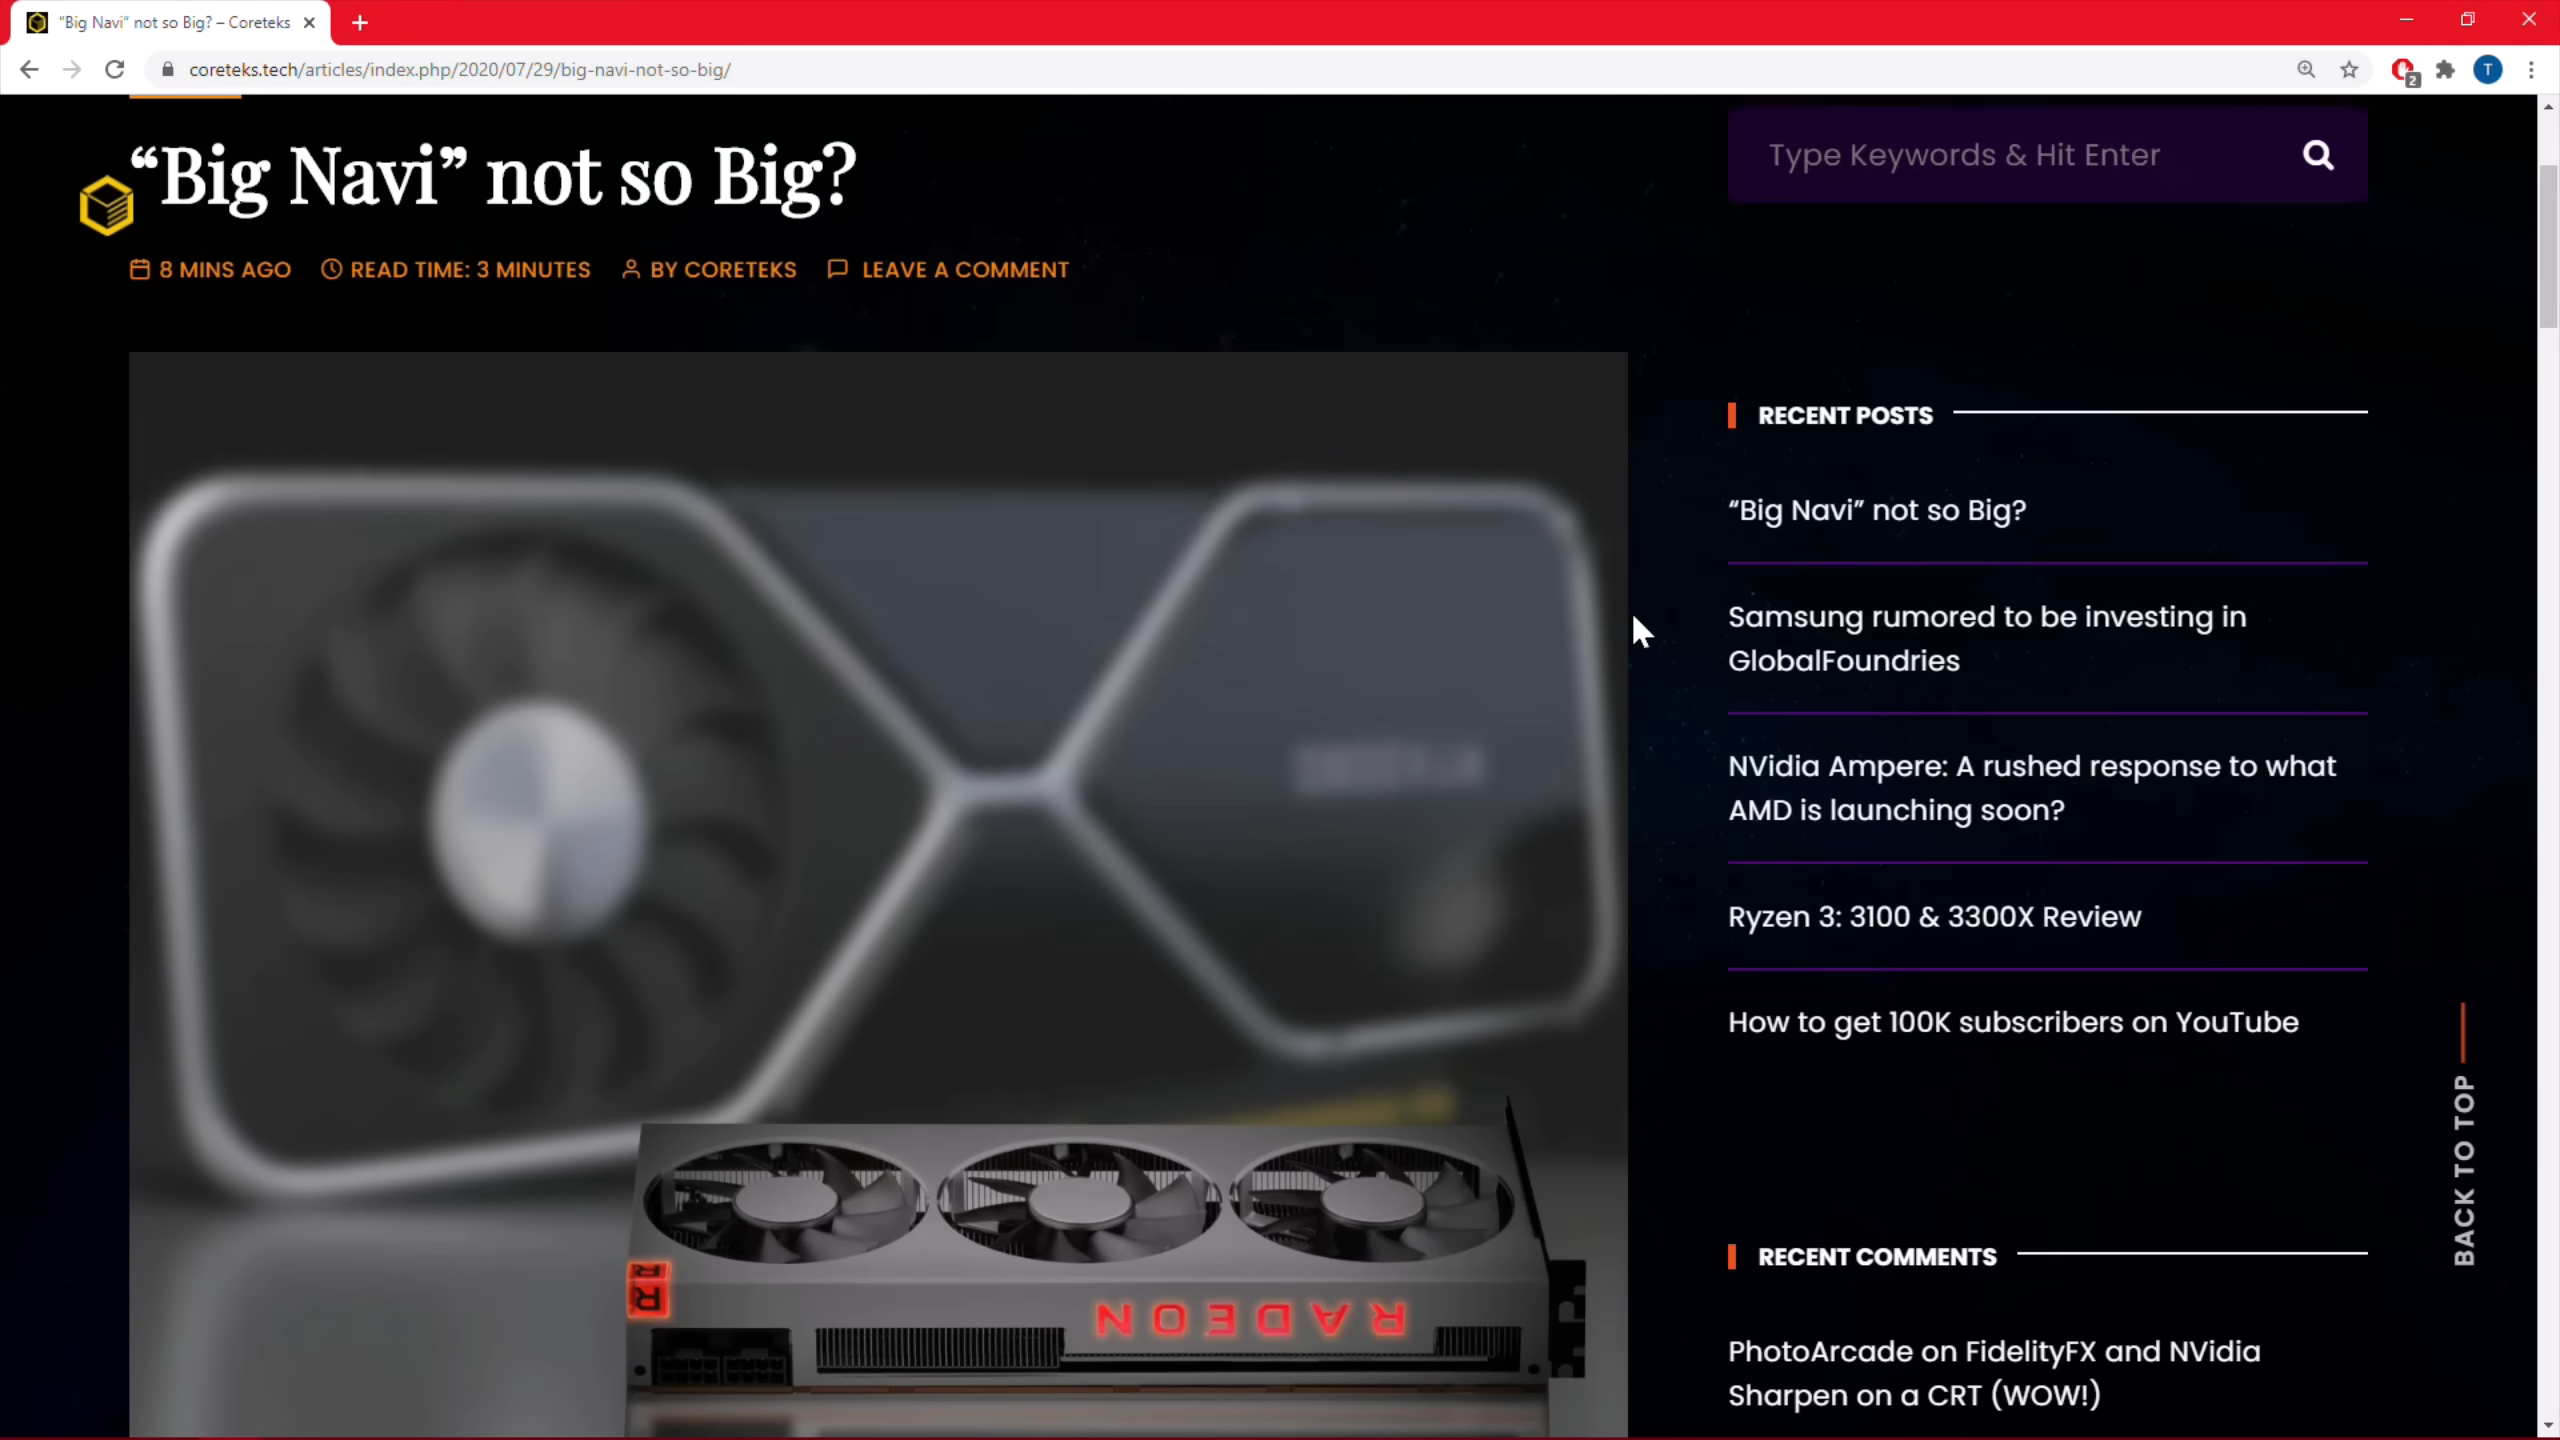 "Big Navi" not so Big? – Coreteks
coreteks.tech/articles/index.php/2020/07/29/big-navi-not-so-big/
2
T
“Big Navi” not so Big?
8 MINS AGO READ TIME: 3 MINUTES BY CORETEKS LEAVE A COMMENT
Type Keywords & Hit Enter
RECENT POSTS
“Big Navi” not so Big?
Samsung rumored to be investing in
GlobalFoundries
NVidia Ampere: A rushed response to what
AMD is launching soon?
Ryzen 3: 3100 & 3300X Review
How to get 100K subscribers on YouTube
BACK TO TOP
R
R
RADEON
RECENT COMMENTS
PhotoArcade on FidelityFX and NVidia
Sharpen on a CRT (WOW!)